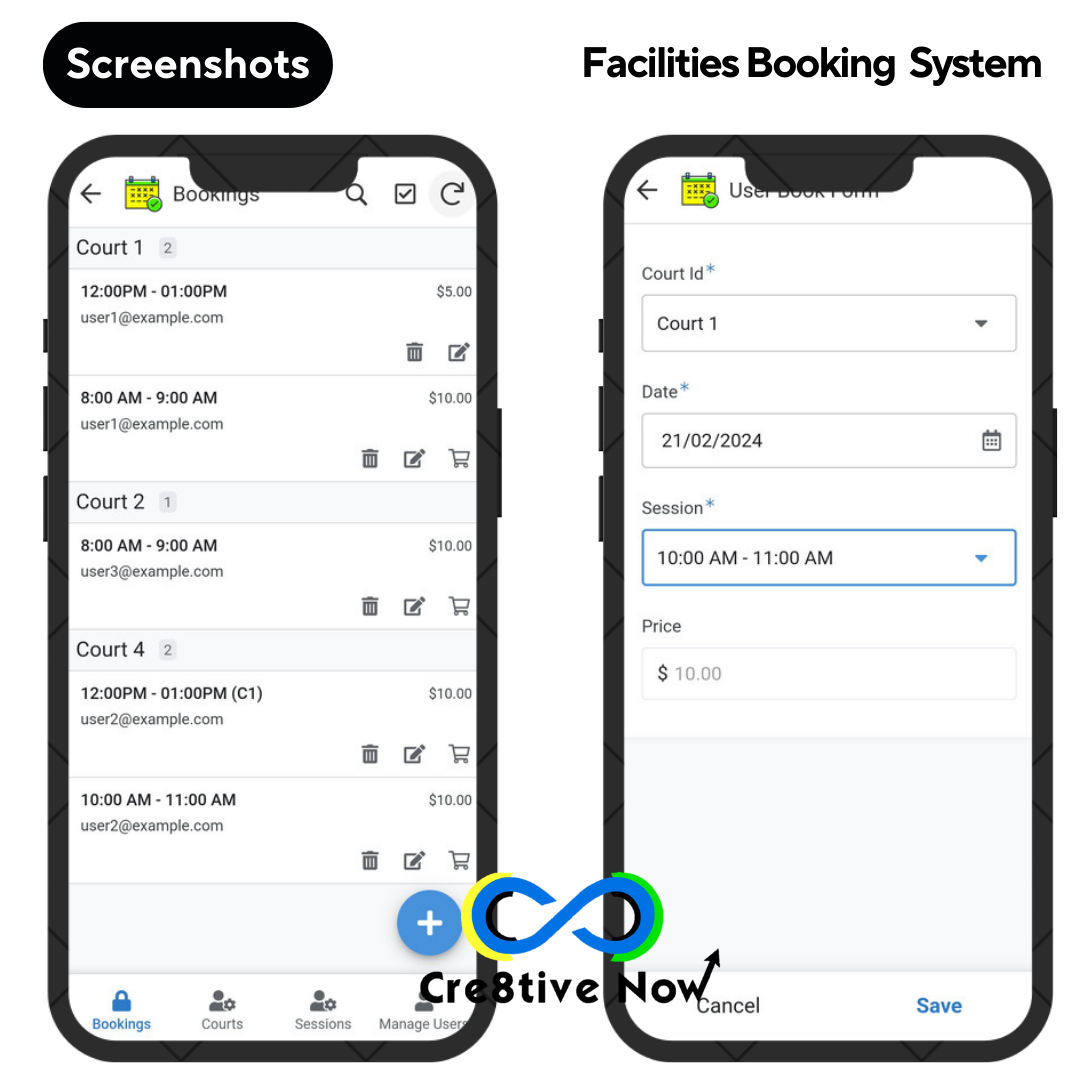 Screenshots
Facilities Booking System
Bookings
Court 1 2
12:00PM - 01:00PM $5.00
user1@example.com
8:00 AM - 9:00 AM $10.00
user1@example.com
Court 2 1
8:00 AM - 9:00 AM $10.00
user3@example.com
Court 4 2
12:00PM - 01:00PM (C1) $10.00
user2@example.com
10:00 AM - 11:00 AM $10.00
user2@example.com
+
Bookings Courts Sessions Manage Users
User Book Form
Court Id*
Court 1
Date*
21/02/2024
Session*
10:00 AM - 11:00 AM
Price
$ 10.00
Cancel Save
Cre8tive Now